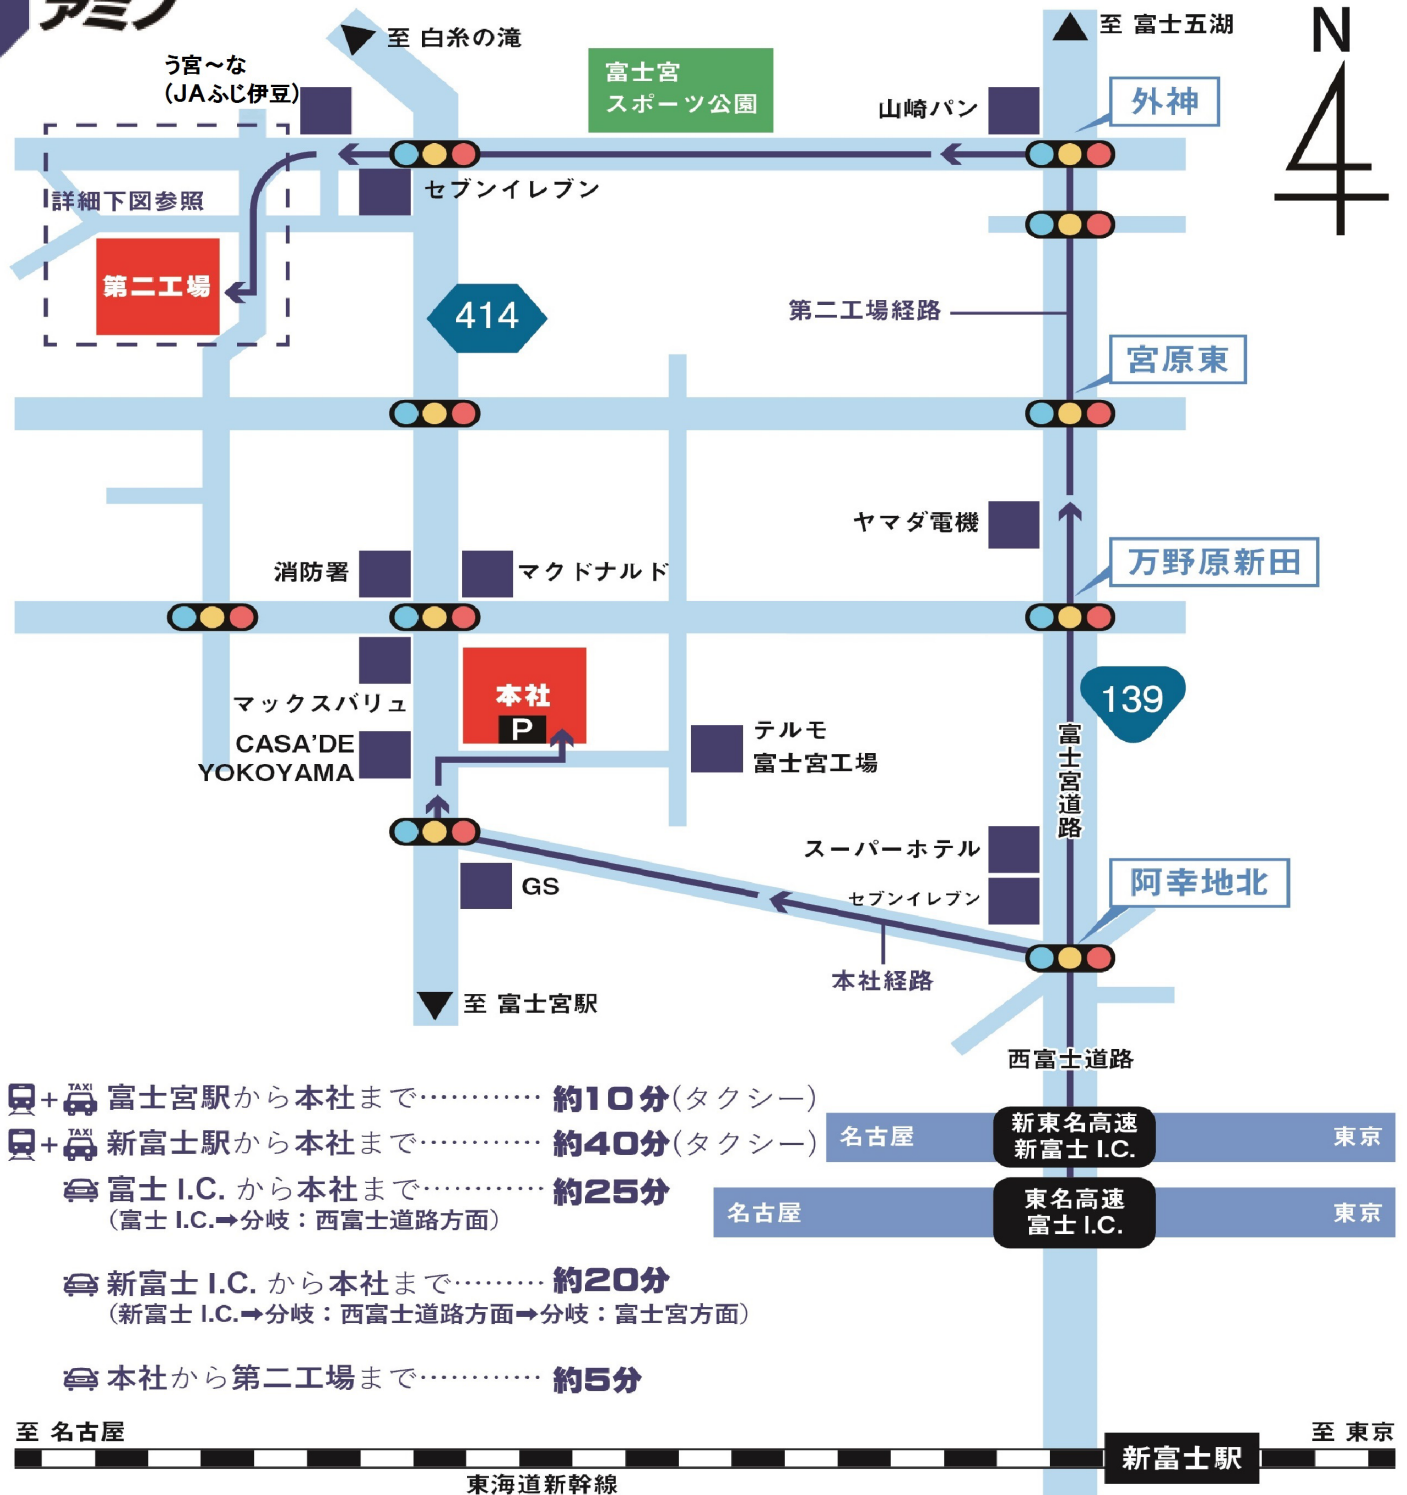 アミノ
至 白糸の滝
至 富士五湖
N
う宮〜な
(JAふじ伊豆)
富士宮
スポーツ公園
山崎パン
外神
詳細下図参照
セブンイレブン
第二工場
414
第二工場経路
宮原東
ヤマダ電機
万野原新田
消防署
マクドナルド
本社
P
マックスバリュ
139
CASA'DE
YOKOYAMA
テルモ
富士宮工場
富士宮道路
スーパーホテル
セブンイレブン
阿幸地北
GS
本社経路
至 富士宮駅
西富士道路
+ TAXI 富士宮駅から本社まで………… 約10分(タクシー)
+ TAXI 新富士駅から本社まで………… 約40分(タクシー)
名古屋
新東名高速
新富士 I.C.
東京
富士 I.C. から本社まで………… 約25分
(富士 I.C.➡分岐：西富士道路方面)
名古屋
東名高速
富士 I.C.
東京
新富士 I.C. から本社まで……… 約20分
(新富士 I.C.➡分岐：西富士道路方面➡分岐：富士宮方面)
本社から第二工場まで………… 約5分
至 名古屋
至 東京
新富士駅
東海道新幹線